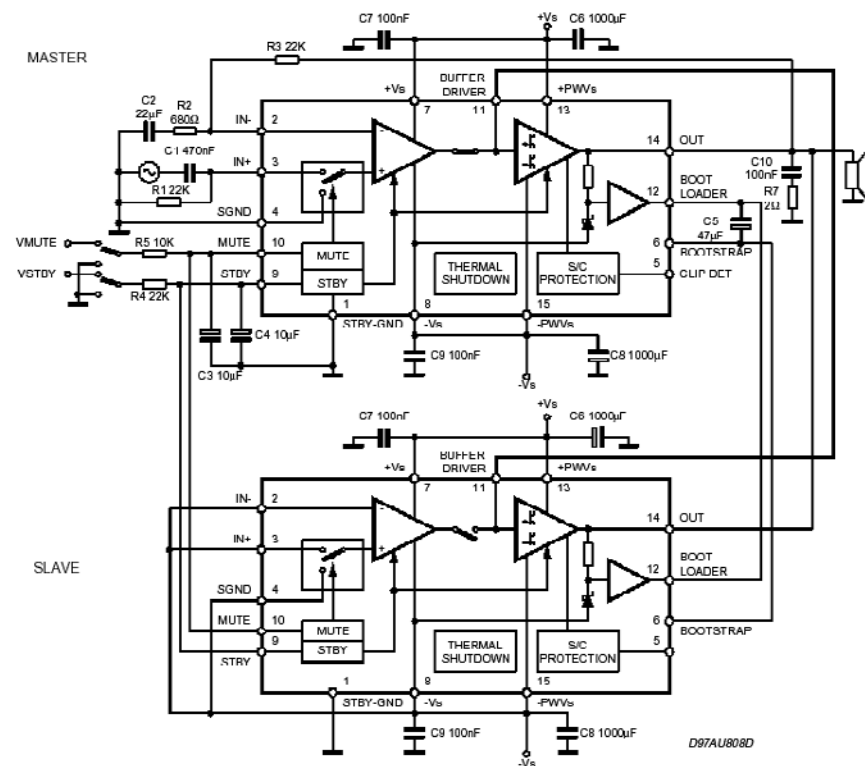 MASTER
C7 100nF
+Vs
C6 1000µF
R3 22K
BUFFER
DRIVER
+Vs
7
11
+PWVs
13
C2
22µF
R2
680Ω
IN-
2
C1 470nF
IN+
3
R1 22K
SGND
4
14
OUT
C10
100nF
R7
2Ω
BOOT
LOADER
12
C5
47µF
6
BOOTSTRAP
5
CLIP DET
VMUTE
R5 10K
MUTE
10
MUTE
VSTBY
R4 22K
STBY
9
STBY
THERMAL
SHUTDOWN
S/C
PROTECTION
1
STBY-GND
8
-Vs
15
-PWVs
C4 10µF
C3 10µF
C9 100nF
C8 1000µF
-Vs
SLAVE
C7 100nF
+Vs
C6 1000µF
BUFFER
DRIVER
+Vs
7
11
+PWVs
13
IN-
2
IN+
3
SGND
4
14
OUT
BOOT
LOADER
12
6
BOOTSTRAP
5
MUTE
10
MUTE
9
STBY
STBY
THERMAL
SHUTDOWN
S/C
PROTECTION
1
STBY-GND
8
-Vs
15
-PWVs
C9 100nF
C8 1000µF
-Vs
D97AU808D